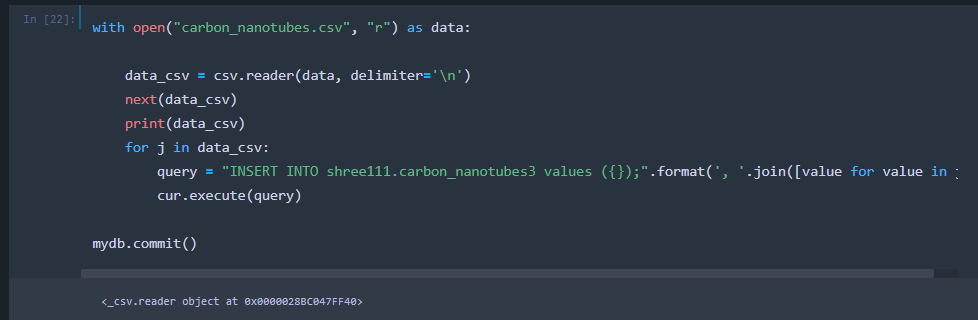 In [22]:
with open("carbon_nanotubes.csv", "r") as data:
data_csv = csv.reader(data, delimiter='\n')
next(data_csv)
print(data_csv)
for j in data_csv:
query = "INSERT INTO shree111.carbon_nanotubes3 values ({});".format(', '.join([value for value in
cur.execute(query)
mydb.commit()
<_csv.reader object at 0x0000028BC047FF40>